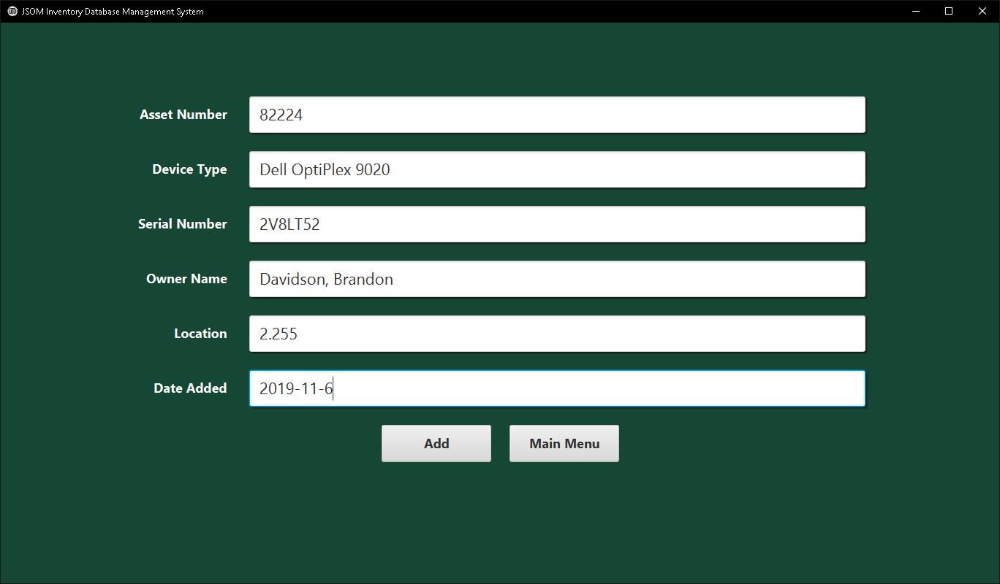 JSOM Inventory Database Management System
Asset Number 82224
Device Type Dell OptiPlex 9020
Serial Number 2V8LT52
Owner Name Davidson, Brandon
Location 2.255
Date Added 2019-11-6
Add Main Menu